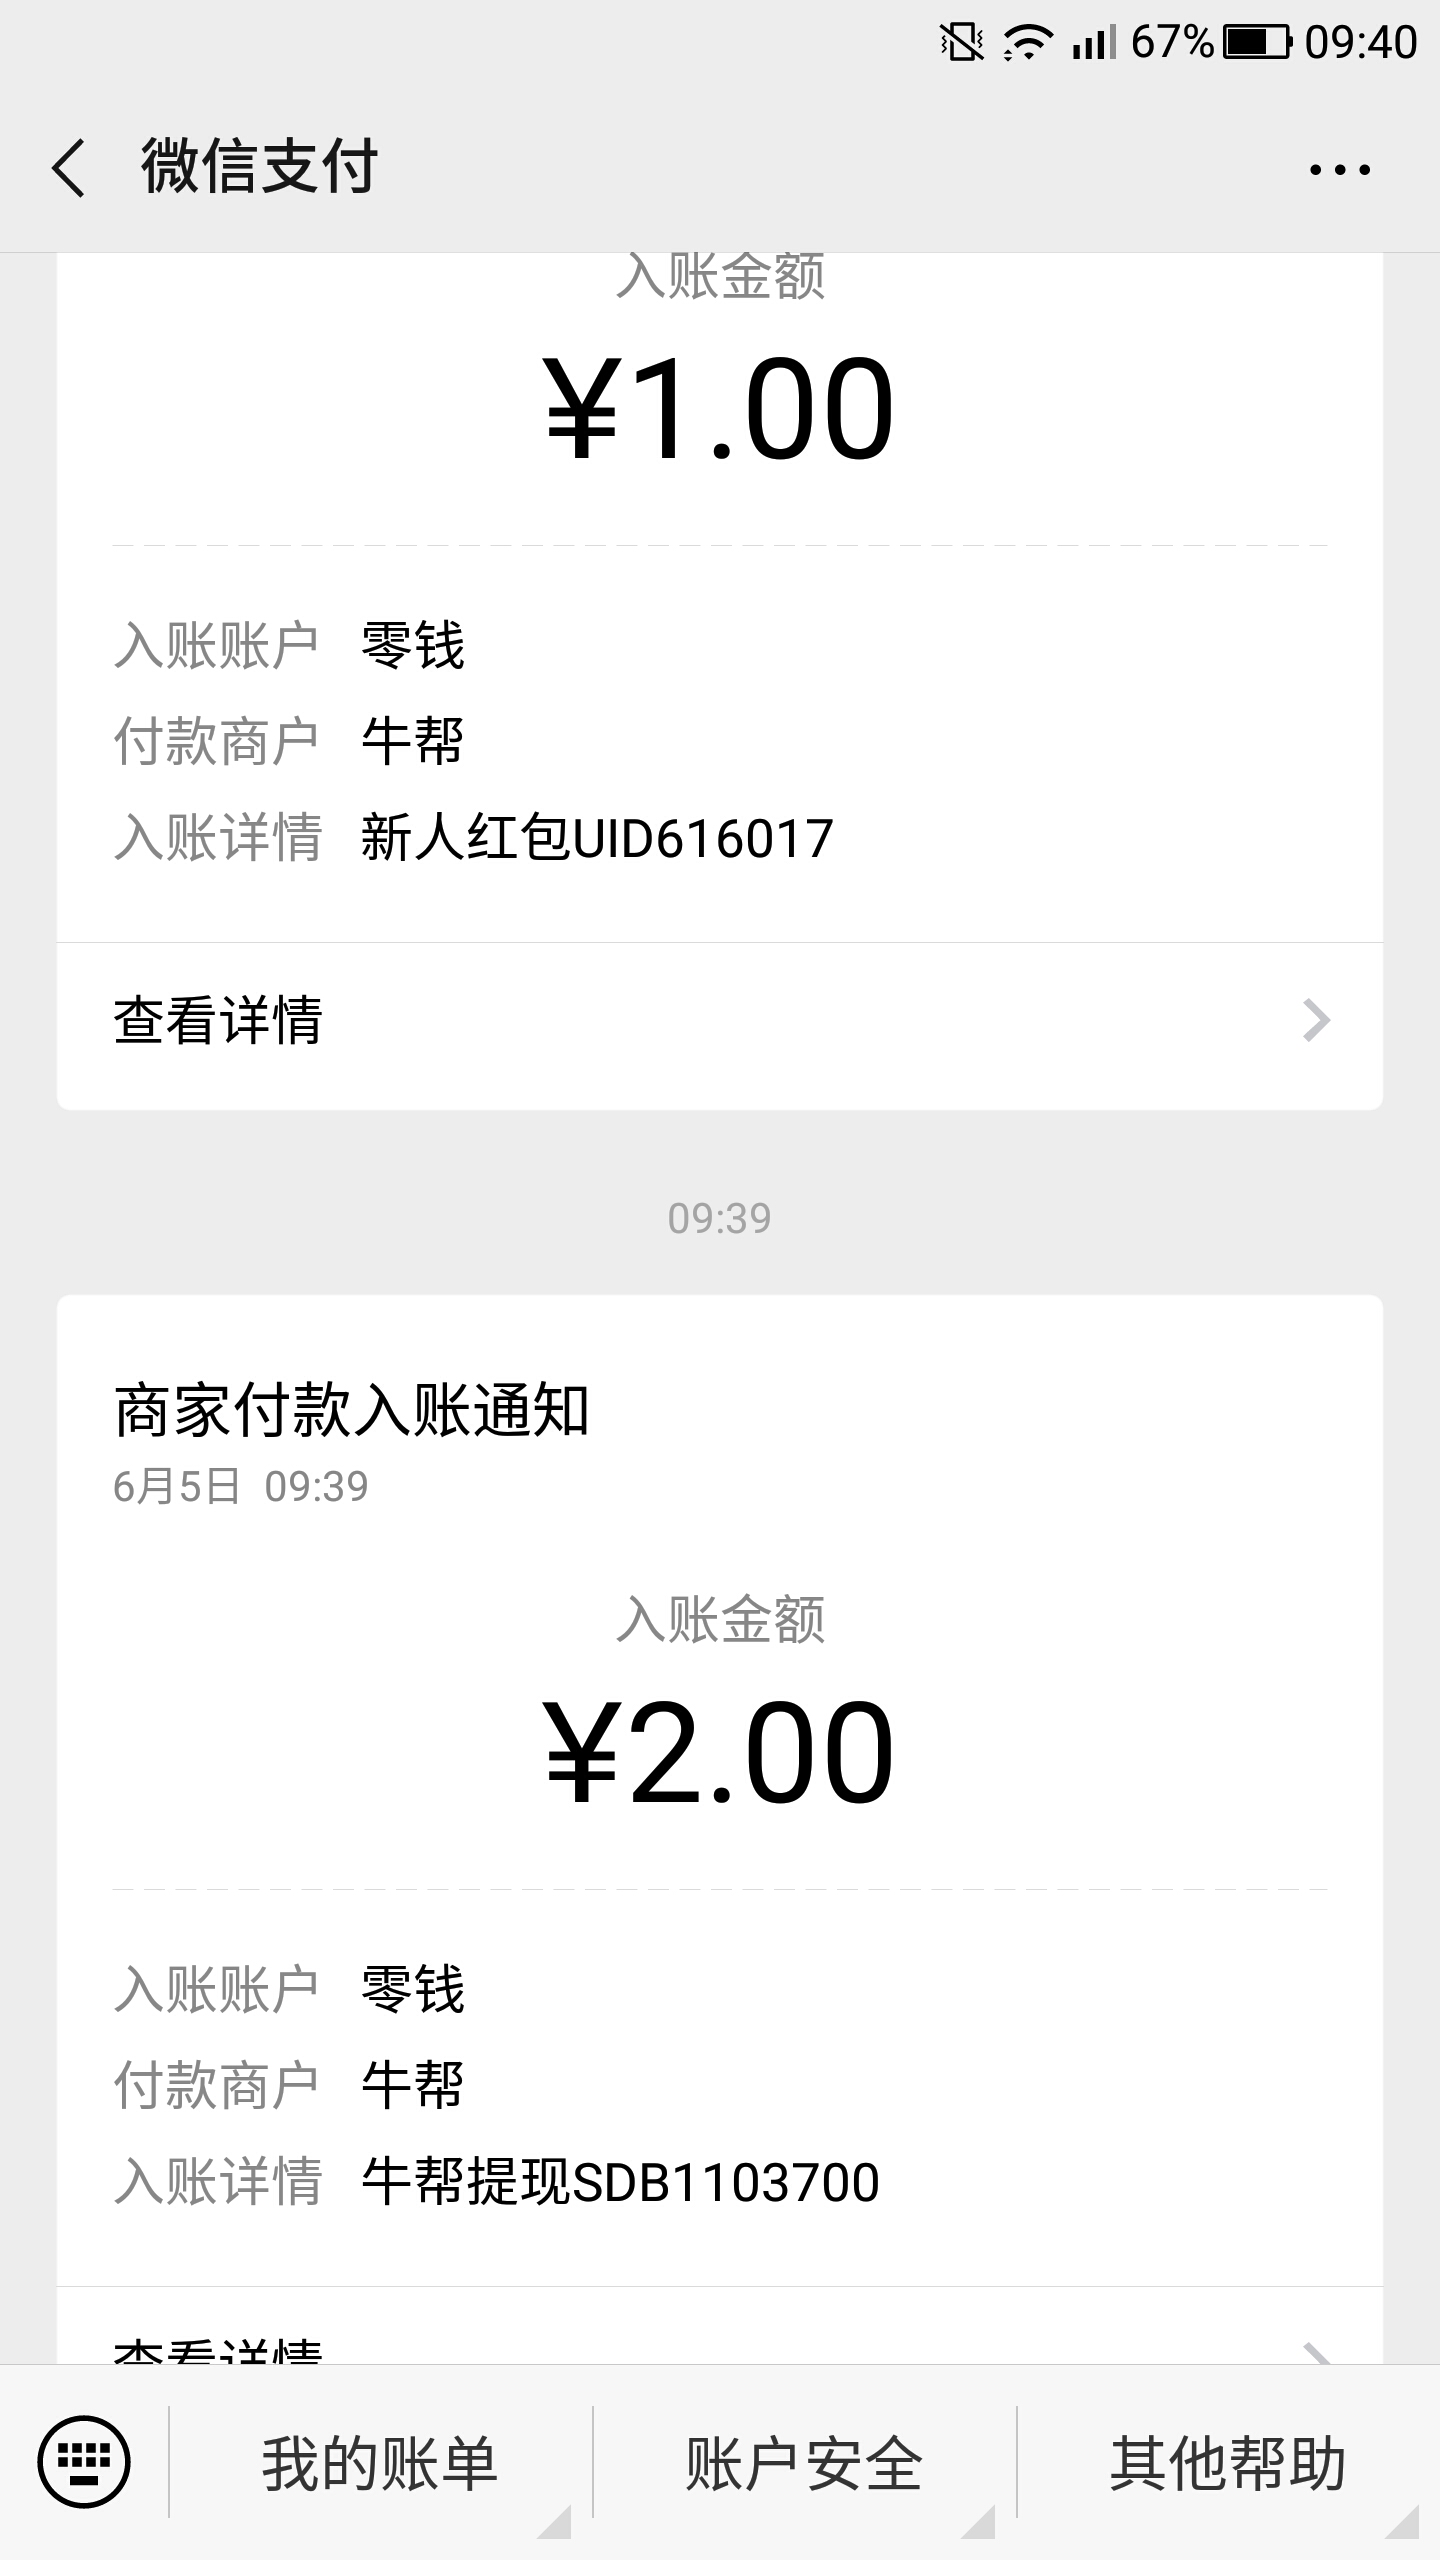 67% 09:40
微信支付
入账金额
¥1.00
入账账户 零钱
付款商户 牛帮
入账详情 新人红包UID616017
查看详情
09:39
商家付款入账通知
6月5日 09:39
入账金额
¥2.00
入账账户 零钱
付款商户 牛帮
入账详情 牛帮提现SDB1103700
查看详情
我的账单 账户安全 其他帮助